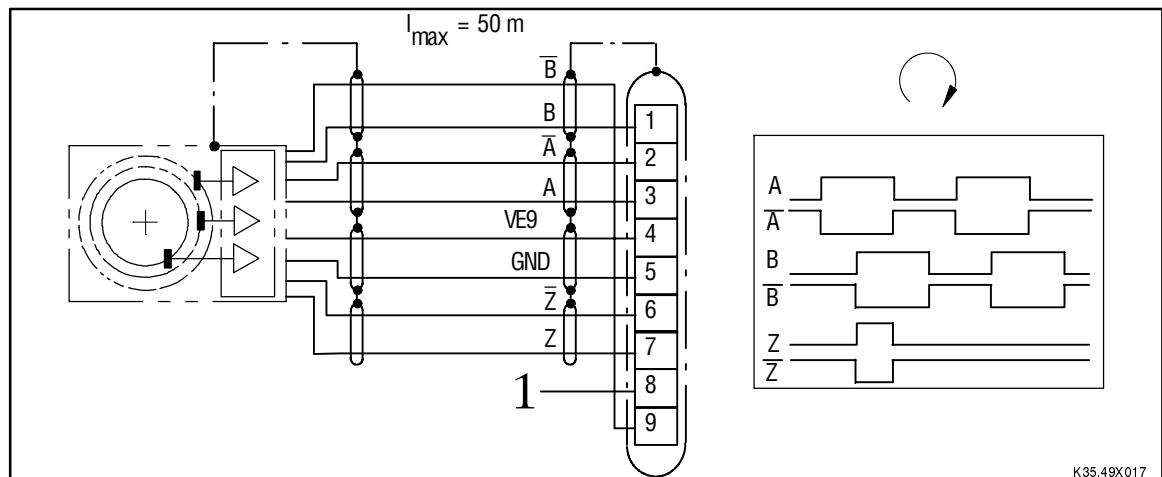 l_max = 50 m
B̅
B
A̅
A
VE9
GND
Z̅
Z
1
2
3
4
5
6
7
8
9
1
A
A̅
B
B̅
Z
Z̅
K35.49X017